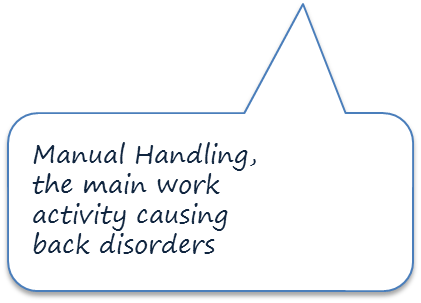 Manual Handling,
the main work
activity causing
back disorders